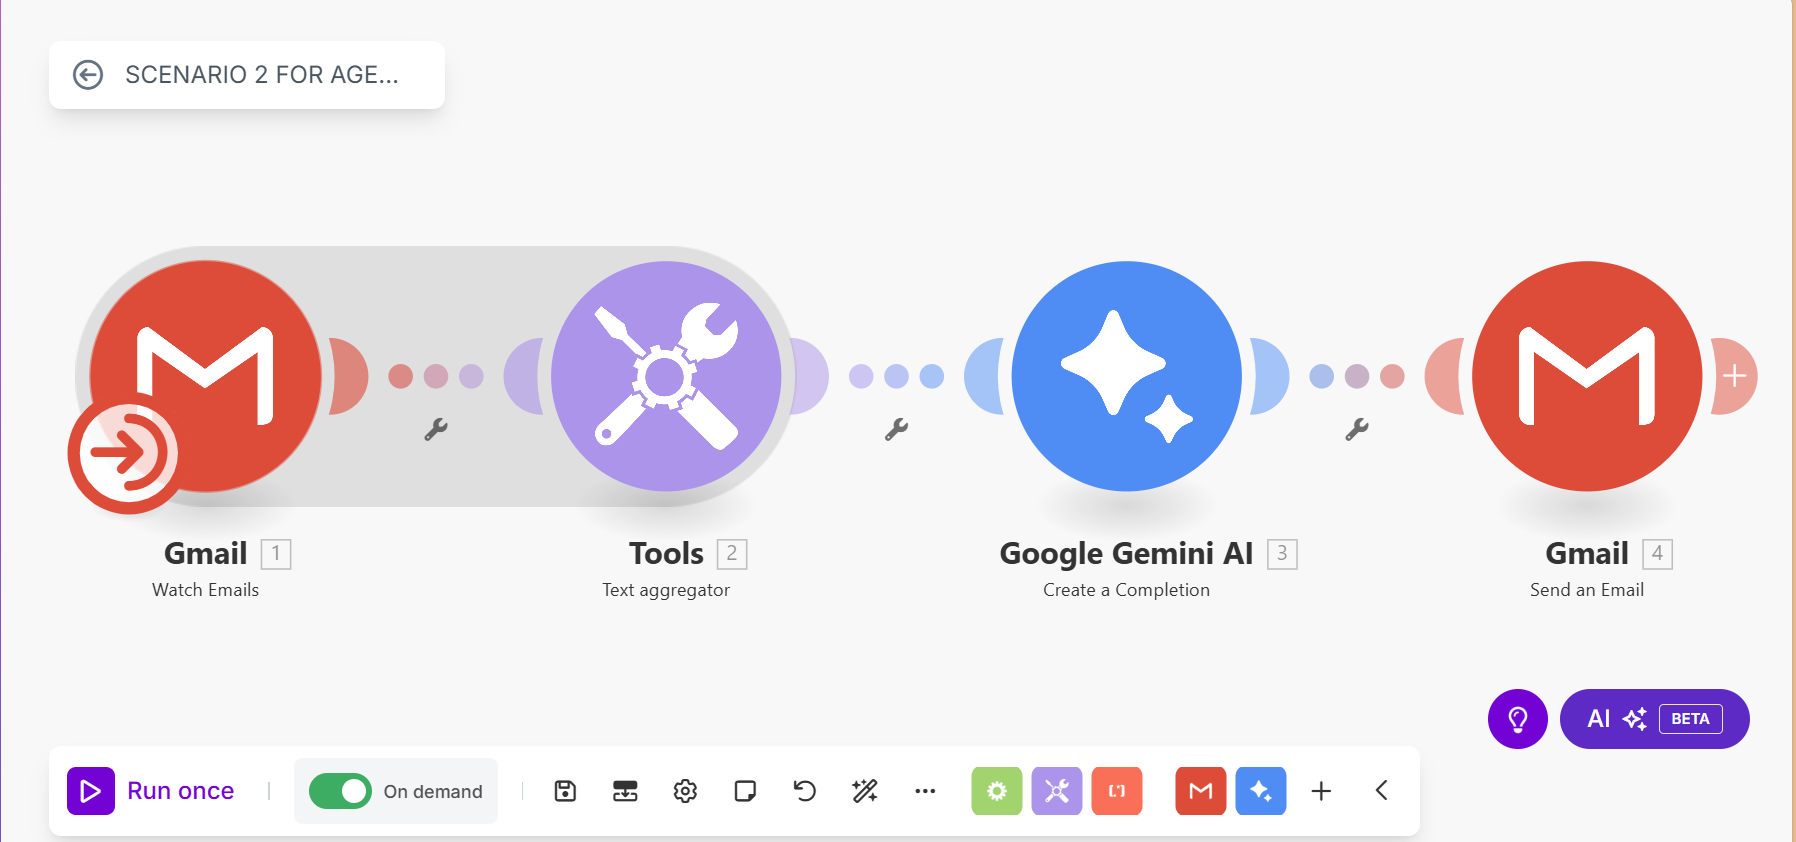 SCENARIO 2 FOR AGE...
Gmail 1
Watch Emails
Tools 2
Text aggregator
Google Gemini AI 3
Create a Completion
Gmail 4
Send an Email
AI BETA
Run once
On demand